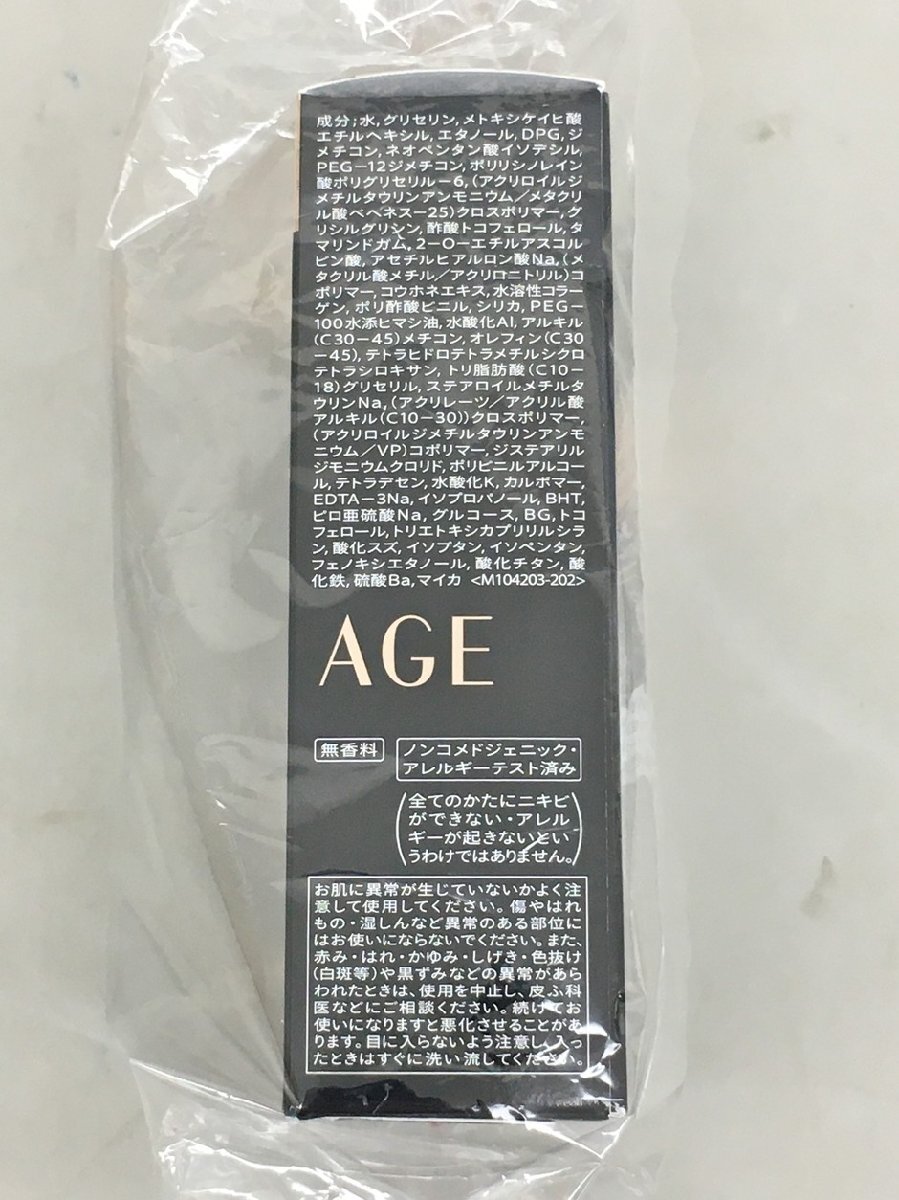 成分;水,グリセリン,メトキシケイヒ酸
エチルヘキシル,エタノール,DPG,ジ
メチコン,ネオペンタン酸イソデシル,
PEG-12ジメチコン,ポリリシノレイン
酸ポリグリセリル-6,(アクリロイルジ
メチルタウリンアンモニウム/メタクリ
ル酸ベヘネス-25)クロスポリマー,グ
リシルグリシン,酢酸トコフェロール,タ
マリンドガム,2-O-エチルアスコル
ビン酸,アセチルヒアルロン酸Na,(メ
タクリル酸メチル/アクリロニトリル)コ
ポリマー,コウホネエキス,水溶性コラー
ゲン,ポリ酢酸ビニル,シリカ,PEG-
100水添ヒマシ油,水酸化Al,アルキル
(C30-45)メチコン,オレフィン(C30
-45),テトラヒドロテトラメチルシクロ
テトラシロキサン,トリ脂肪酸(C10-
18)グリセリル,ステアロイルメチルタ
ウリンNa,(アクリレーツ/アクリル酸
アルキル(C10-30))クロスポリマー,
(アクリロイルジメチルタウリンアンモ
ニウム/VP)コポリマー,ジステアリル
ジモニウムクロリド,ポリビニルアルコー
ル,テトラデセン,水酸化K,カルボマー,
EDTA-3Na,イソプロパノール,BHT,
ピロ亜硫酸Na,グルコース,BG,トコ
フェロール,トリエトキシカプリリルシラ
ン,酸化スズ,イソブタン,イソペンタン,
フェノキシエタノール,酸化チタン,酸
化鉄,硫酸Ba,マイカ <M104203-202>
AGE
無香料
ノンコメドジェニック・
アレルギーテスト済み
(全てのかたにニキビ
ができない・アレル
ギーが起きないとい
うわけではありません。)
お肌に異常が生じていないかよく注
意して使用してください。傷やはれ
もの・湿しんなど異常のある部位に
はお使いにならないでください。また、
赤み・はれ・かゆみ・しげき・色抜け
(白斑等)や黒ずみなどの異常があら
われたときは、使用を中止し、皮ふ科
医などにご相談ください。続けてお
使いになりますと悪化させることがあ
ります。目に入らないよう注意し、入っ
たときはすぐに洗い流してください。